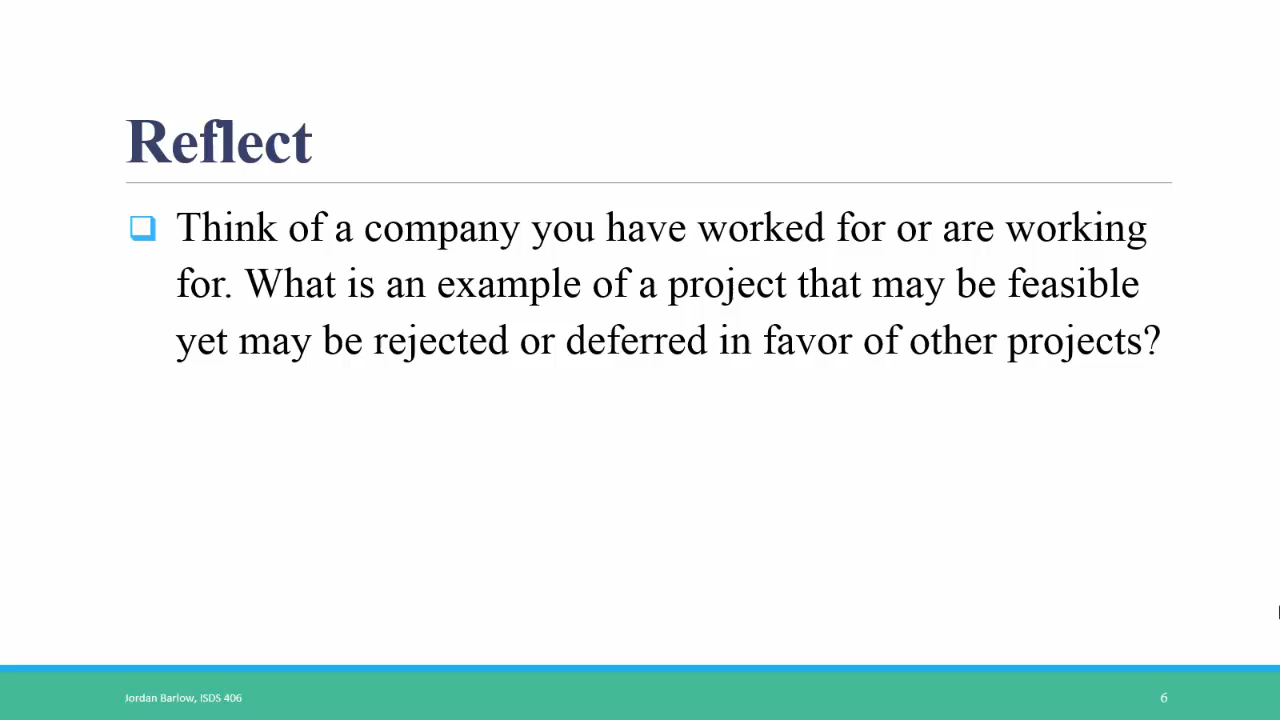 Reflect
Think of a company you have worked for or are working
for. What is an example of a project that may be feasible
yet may be rejected or deferred in favor of other projects?
Jordan Barlow, ISDS 406
6